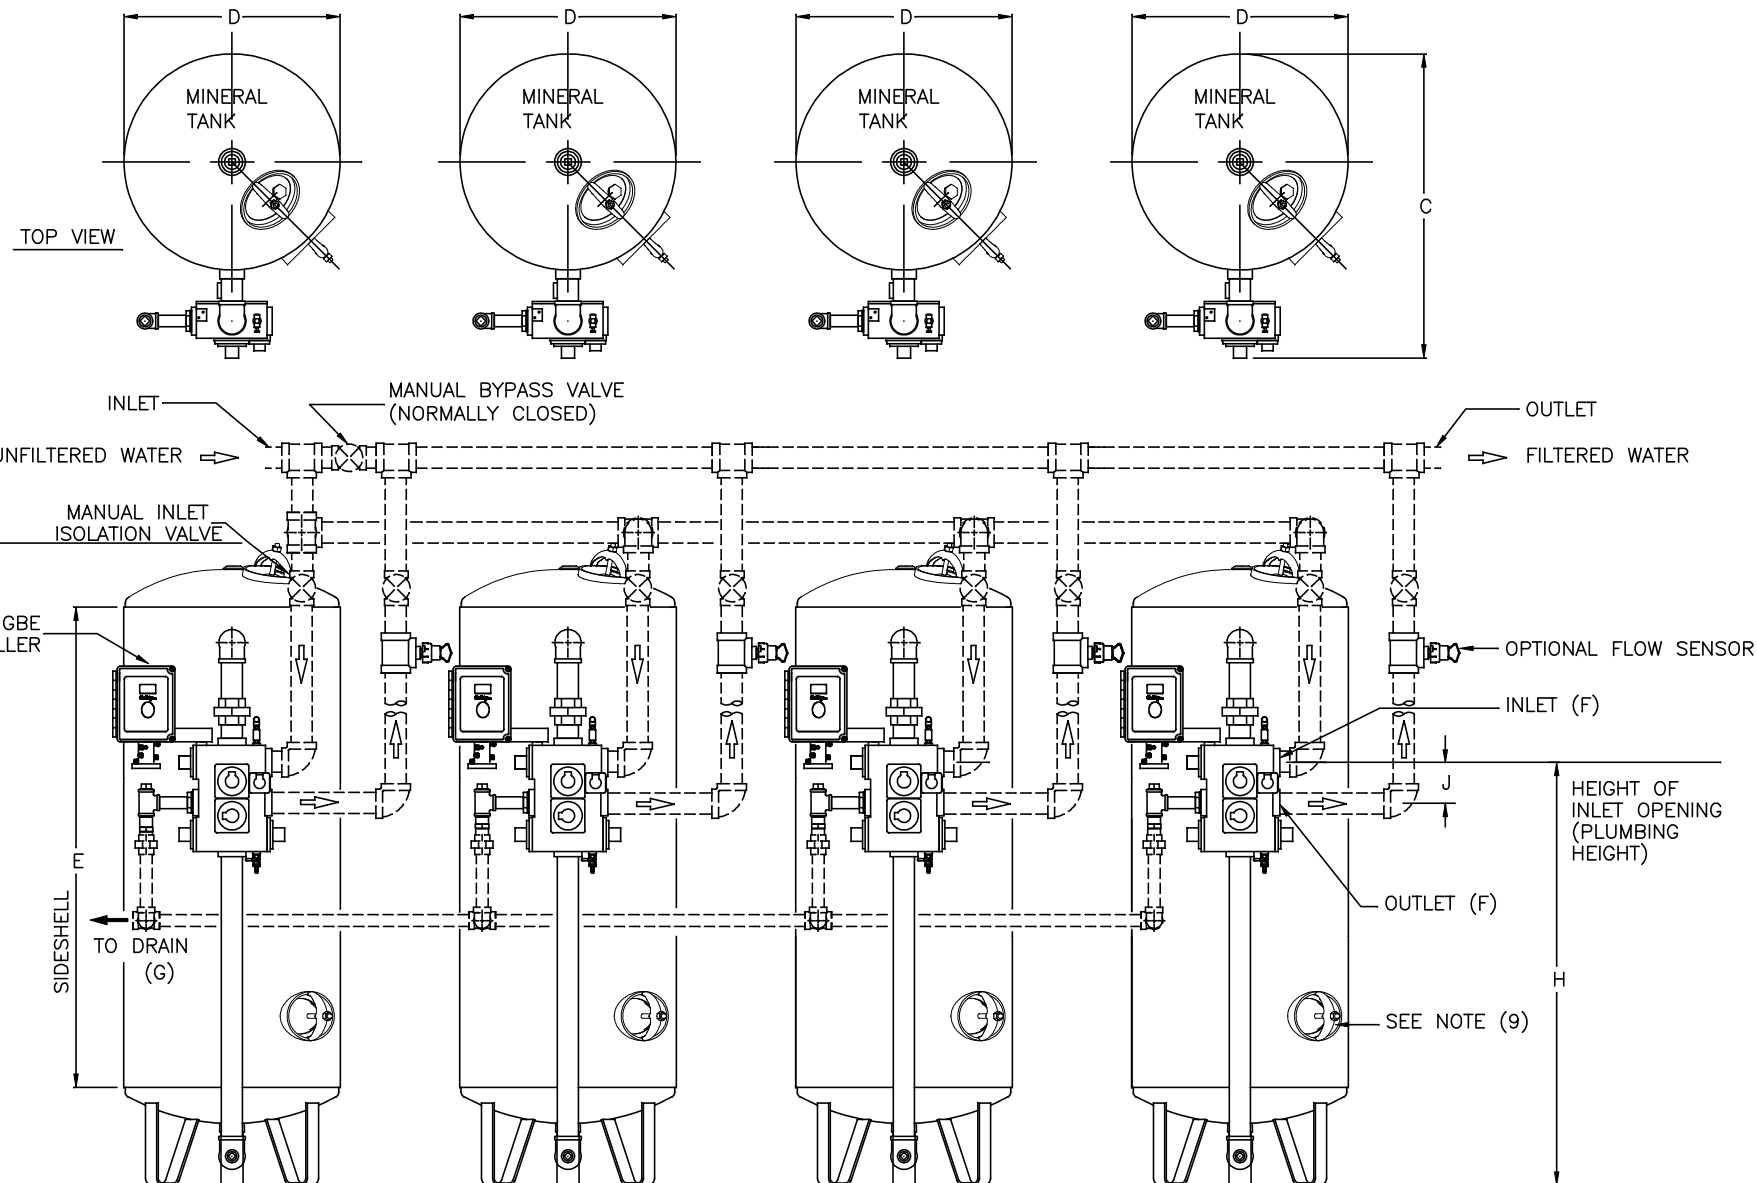 D
D
D
D
MINERAL
TANK
MINERAL
TANK
MINERAL
TANK
MINERAL
TANK
C
TOP VIEW
INLET
MANUAL BYPASS VALVE
(NORMALLY CLOSED)
OUTLET
UNFILTERED WATER
FILTERED WATER
MANUAL INLET
ISOLATION VALVE
GBE
LLER
OPTIONAL FLOW SENSOR
INLET (F)
J
HEIGHT OF
INLET OPENING
(PLUMBING
HEIGHT)
E
SIDESHELL
OUTLET (F)
TO DRAIN
(G)
H
SEE NOTE (9)